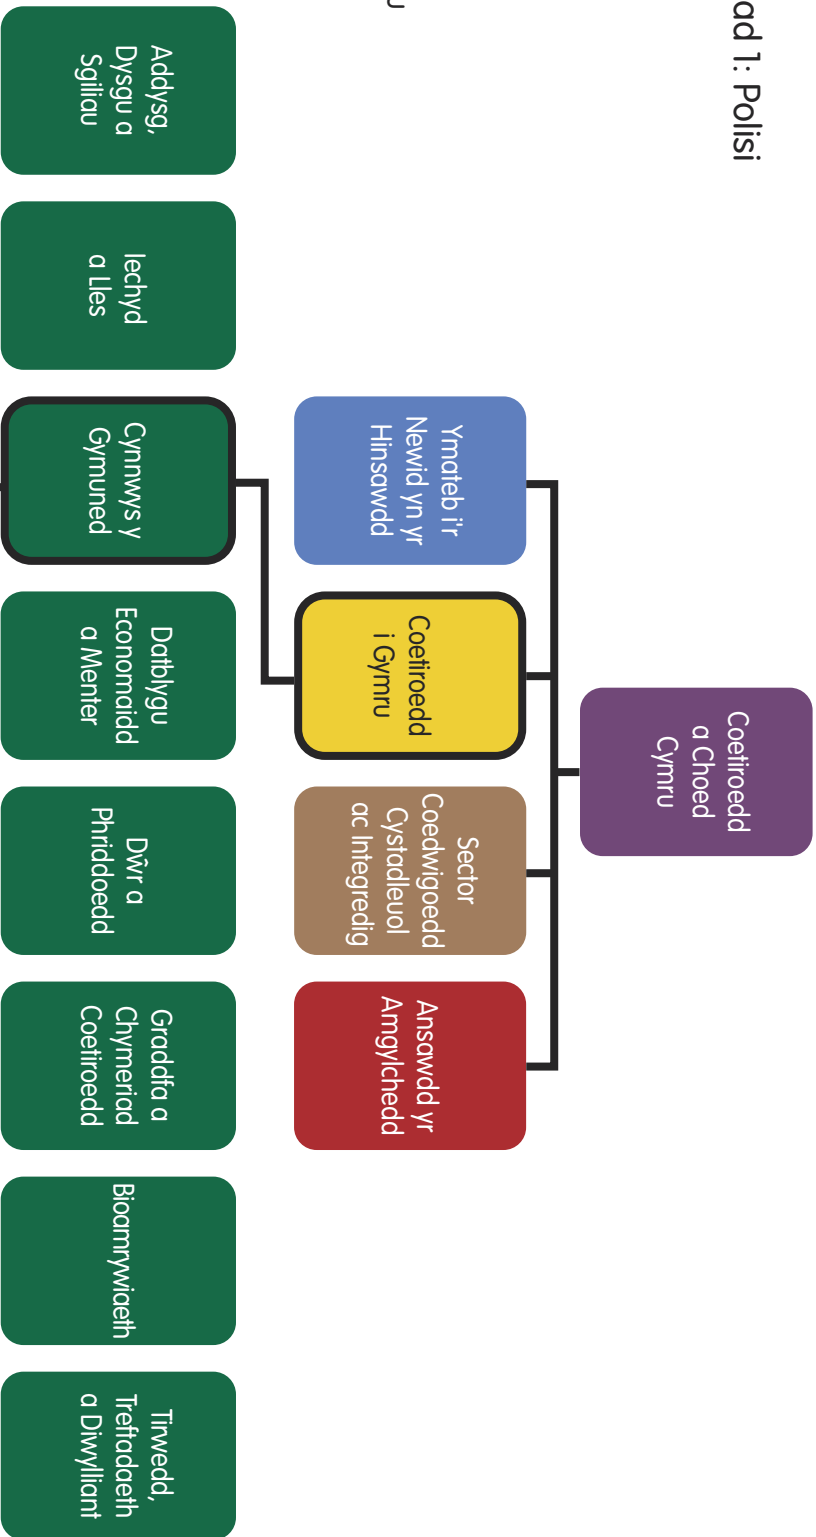 ad 1: Polisi
Coetiroedd
a Choed
Cymru
Ymateb i'r
Newid yn yr
Hinsawdd
Coetiroedd
i Gymru
Sector
Coedwigoedd
Cystadleuol
ac Integredig
Ansawdd yr
Amgylchedd
Addysg,
Dysgu a
Sgiliau
Iechyd
a Lles
Cynnwys y
Gymuned
Datblygu
Economaidd
a Menter
Dŵr a
Phriddoedd
Graddfa a
Chymeriad
Coetiroedd
Bioamrywiaeth
Tirwedd,
Treftadaeth
a Diwylliant